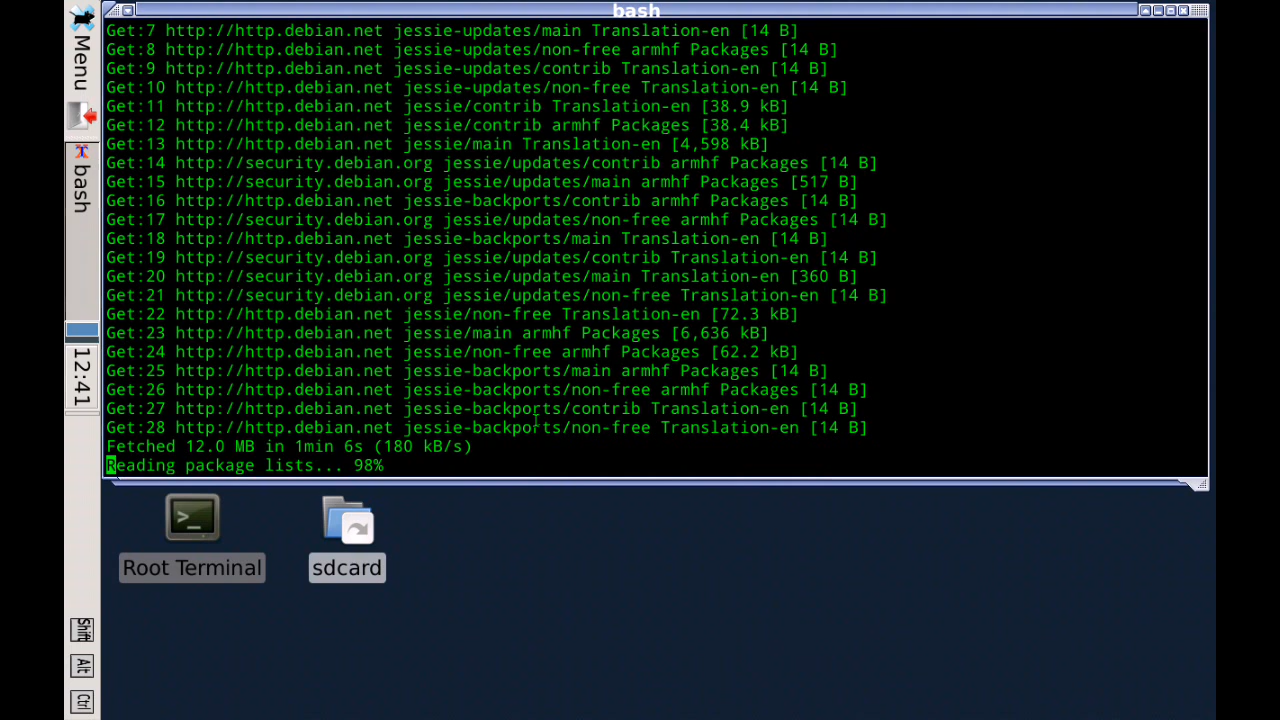 bash
Menu
bash
12:41
Shift
Alt
Ctrl
Get:7 http://http.debian.net jessie-updates/main Translation-en [14 B]
Get:8 http://http.debian.net jessie-updates/non-free armhf Packages [14 B]
Get:9 http://http.debian.net jessie-updates/contrib Translation-en [14 B]
Get:10 http://http.debian.net jessie-updates/non-free Translation-en [14 B]
Get:11 http://http.debian.net jessie/contrib Translation-en [38.9 kB]
Get:12 http://http.debian.net jessie/contrib armhf Packages [38.4 kB]
Get:13 http://http.debian.net jessie/main Translation-en [4,598 kB]
Get:14 http://security.debian.org jessie/updates/contrib armhf Packages [14 B]
Get:15 http://security.debian.org jessie/updates/main armhf Packages [517 B]
Get:16 http://http.debian.net jessie-backports/contrib armhf Packages [14 B]
Get:17 http://security.debian.org jessie/updates/non-free armhf Packages [14 B]
Get:18 http://http.debian.net jessie-backports/main Translation-en [14 B]
Get:19 http://security.debian.org jessie/updates/contrib Translation-en [14 B]
Get:20 http://security.debian.org jessie/updates/main Translation-en [360 B]
Get:21 http://security.debian.org jessie/updates/non-free Translation-en [14 B]
Get:22 http://http.debian.net jessie/non-free Translation-en [72.3 kB]
Get:23 http://http.debian.net jessie/main armhf Packages [6,636 kB]
Get:24 http://http.debian.net jessie/non-free armhf Packages [62.2 kB]
Get:25 http://http.debian.net jessie-backports/main armhf Packages [14 B]
Get:26 http://http.debian.net jessie-backports/non-free armhf Packages [14 B]
Get:27 http://http.debian.net jessie-backports/contrib Translation-en [14 B]
Get:28 http://http.debian.net jessie-backports/non-free Translation-en [14 B]
Fetched 12.0 MB in 1min 6s (180 kB/s)
Reading package lists... 98%
Root Terminal
sdcard